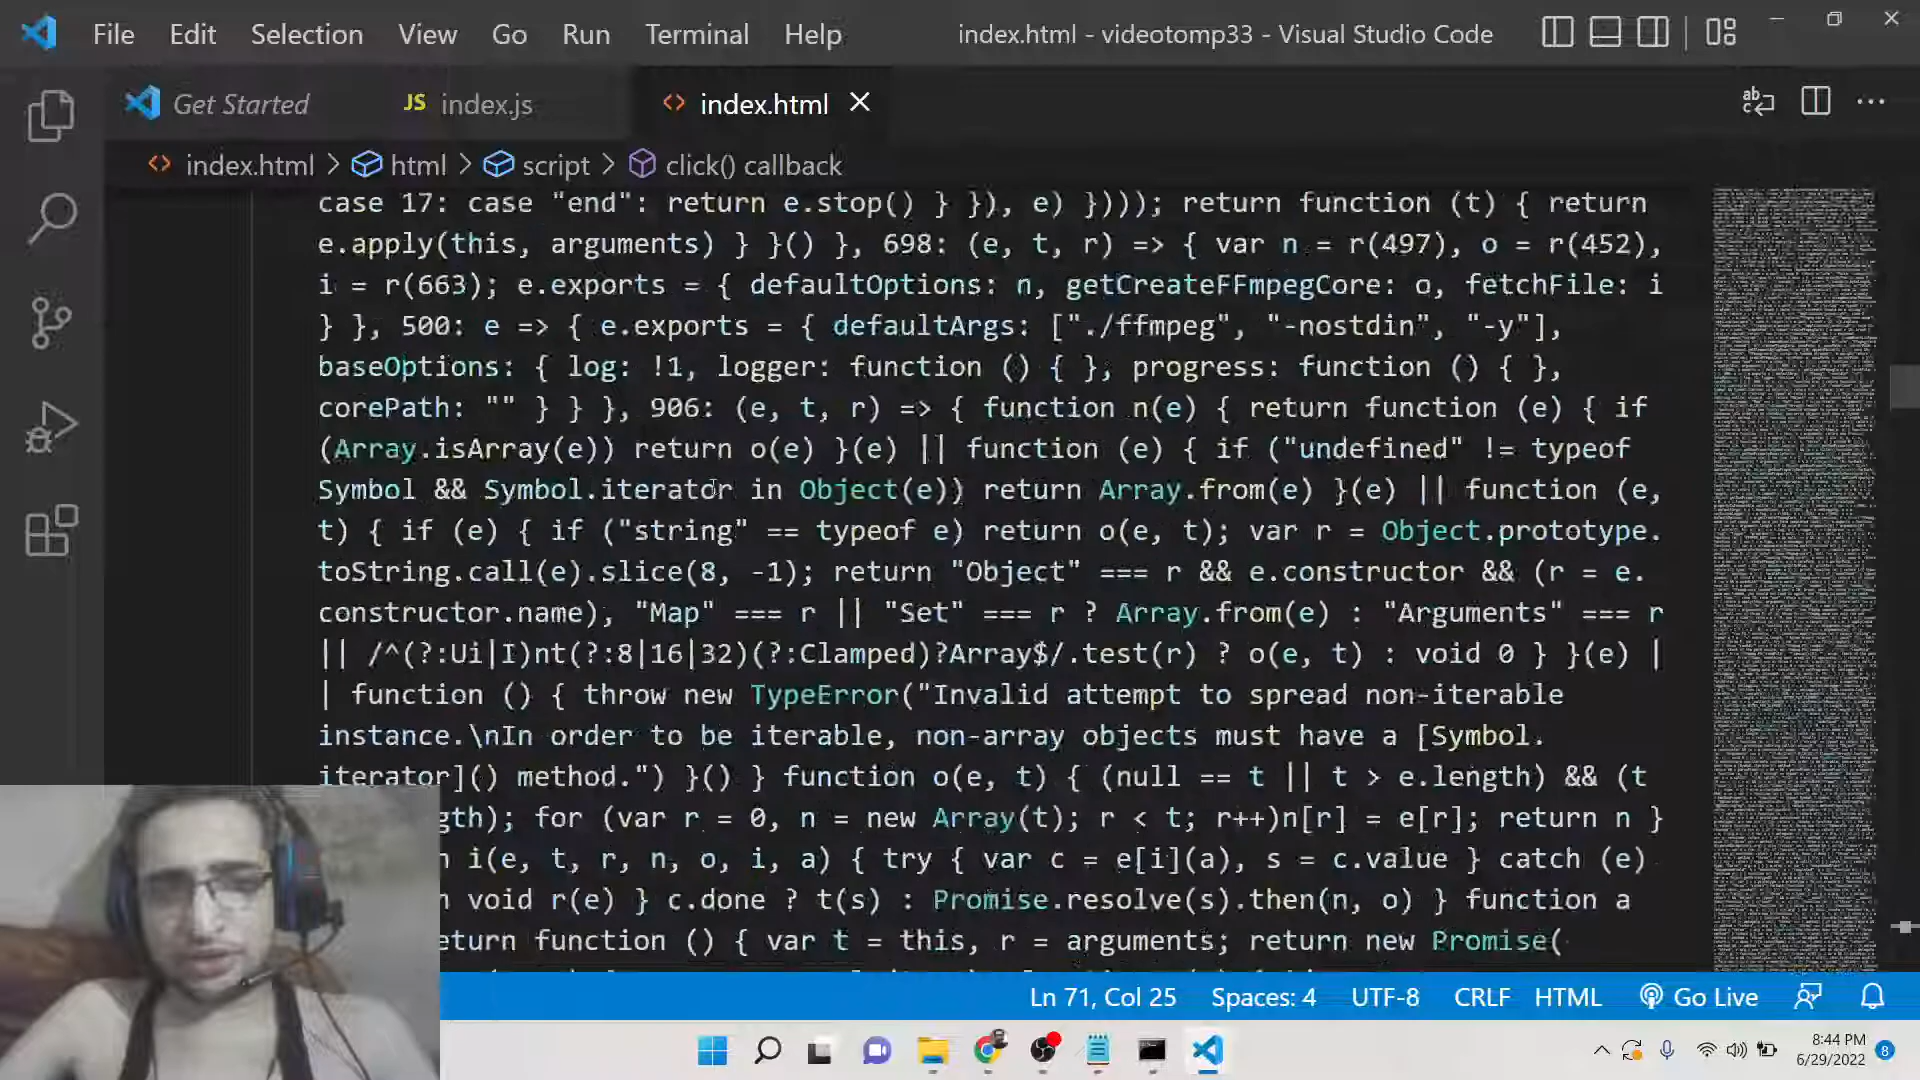 File Edit Selection View Go Run Terminal Help index.html - videotomp33 - Visual Studio Code
Get Started JS index.js <> index.html
<> index.html > html > script > click() callback
case 17: case "end": return e.stop() } }), e) }))); return function (t) { return
e.apply(this, arguments) } }() }, 698: (e, t, r) => { var n = r(497), o = r(452),
i = r(663); e.exports = { defaultOptions: n, getCreateFFmpegCore: o, fetchFile: i
} }, 500: e => { e.exports = { defaultArgs: ["./ffmpeg", "-nostdin", "-y"],
baseOptions: { log: !1, logger: function () { }, progress: function () { },
corePath: "" } } }, 906: (e, t, r) => { function n(e) { return function (e) { if
(Array.isArray(e)) return o(e) }(e) || function (e) { if ("undefined" != typeof
Symbol && Symbol.iterator in Object(e)) return Array.from(e) }(e) || function (e,
t) { if (e) { if ("string" == typeof e) return o(e, t); var r = Object.prototype.
toString.call(e).slice(8, -1); return "Object" === r && e.constructor && (r = e.
constructor.name), "Map" === r || "Set" === r ? Array.from(e) : "Arguments" === r
|| /^(?:Ui|I)nt(?:8|16|32)(?:Clamped)?Array$/.test(r) ? o(e, t) : void 0 } }(e) |
| function () { throw new TypeError("Invalid attempt to spread non-iterable
instance.\nIn order to be iterable, non-array objects must have a [Symbol.
iterator]() method.") }() } function o(e, t) { (null == t || t > e.length) && (t
gth); for (var r = 0, n = new Array(t); r < t; r++)n[r] = e[r]; return n }
n i(e, t, r, n, o, i, a) { try { var c = e[i](a), s = c.value } catch (e)
n void r(e) } c.done ? t(s) : Promise.resolve(s).then(n, o) } function a
eturn function () { var t = this, r = arguments; return new Promise(
Ln 71, Col 25 Spaces: 4 UTF-8 CRLF HTML Go Live
8:44 PM
6/29/2022 8